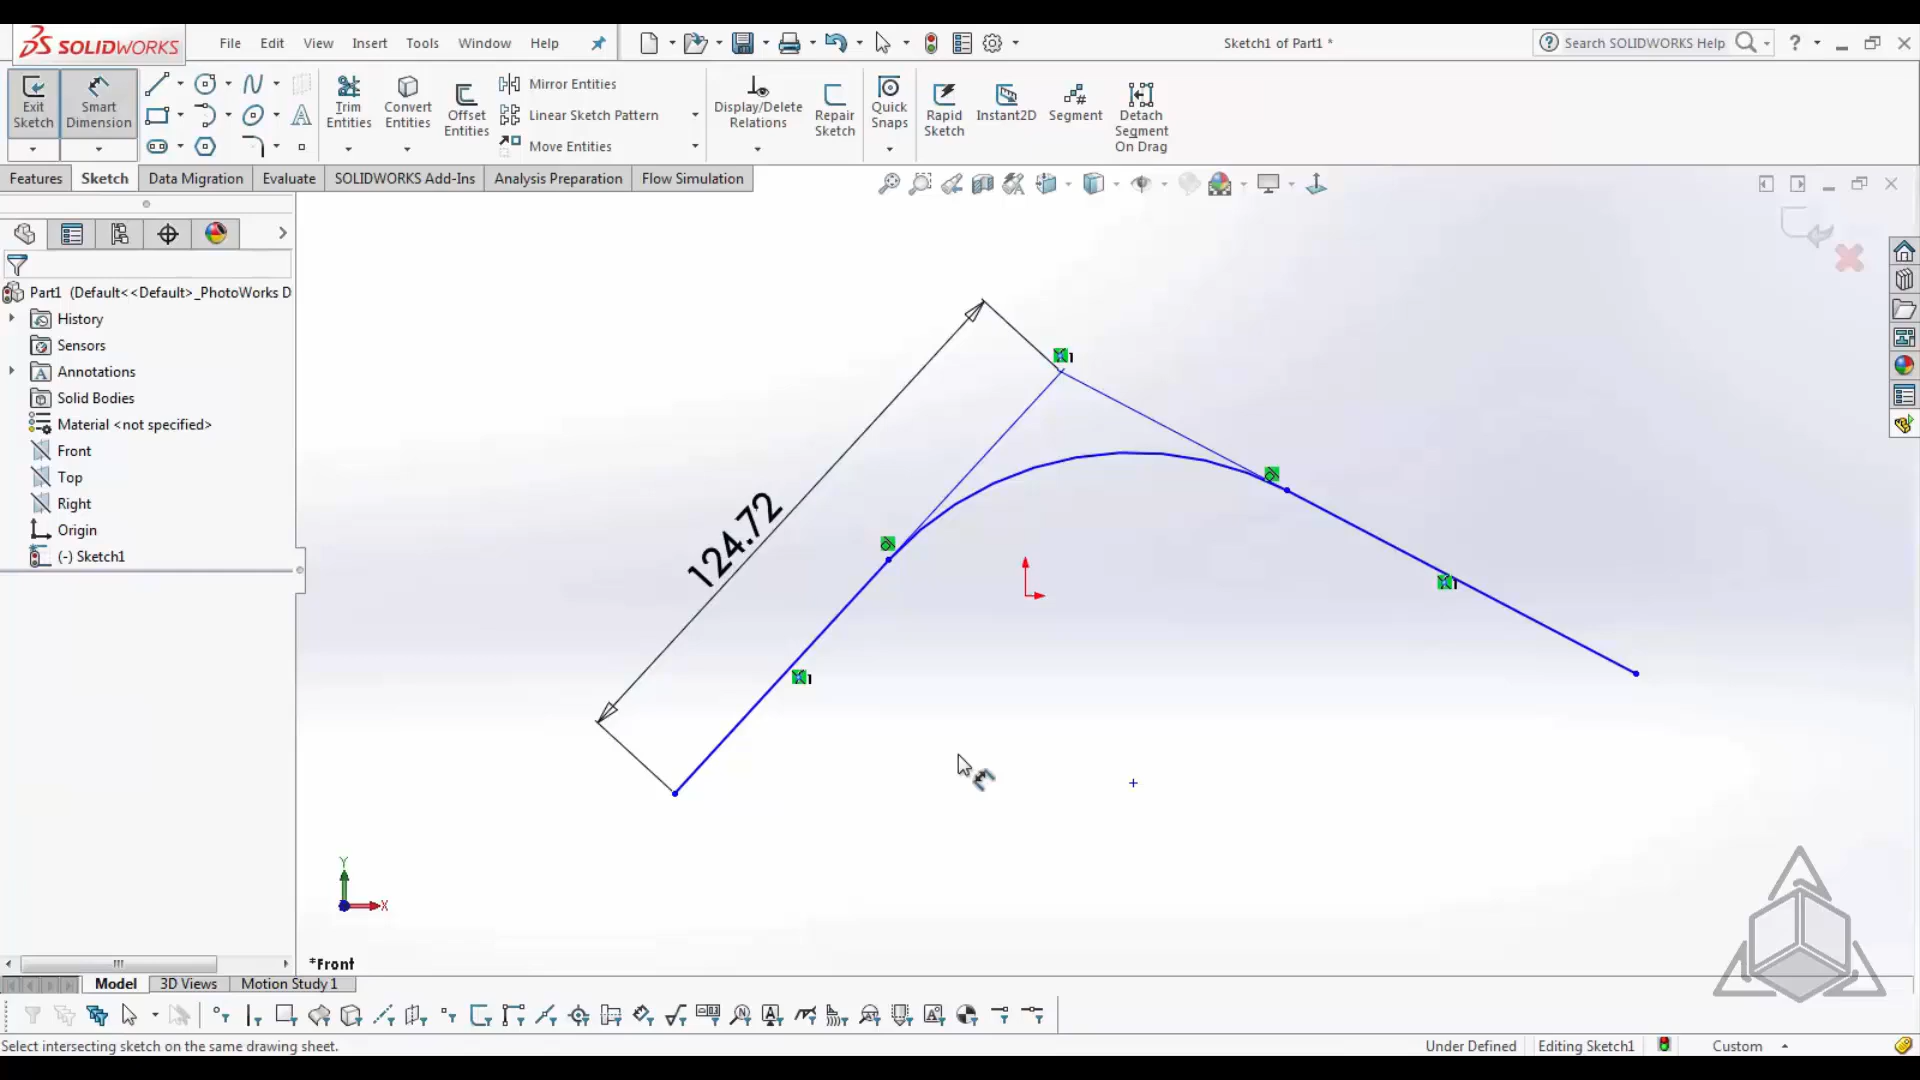 SOLIDWORKS File Edit View Insert Tools Window Help Sketch1 of Part1 * Search SOLIDWORKS Help ?
Exit Sketch
Smart Dimension
Trim Entities
Convert Entities
Offset Entities
Mirror Entities
Linear Sketch Pattern
Move Entities
Display/Delete Relations
Repair Sketch
Quick Snaps
Rapid Sketch
Instant2D
Segment
Detach Segment On Drag
Features Sketch Data Migration Evaluate SOLIDWORKS Add-Ins Analysis Preparation Flow Simulation
Part1 (Default<<Default>_PhotoWorks D
History
Sensors
Annotations
Solid Bodies
Material <not specified>
Front
Top
Right
Origin
(-) Sketch1
1
124.72
1
1
Y
X
*Front
Model 3D Views Motion Study 1
Select intersecting sketch on the same drawing sheet. Under Defined Editing Sketch1 Custom